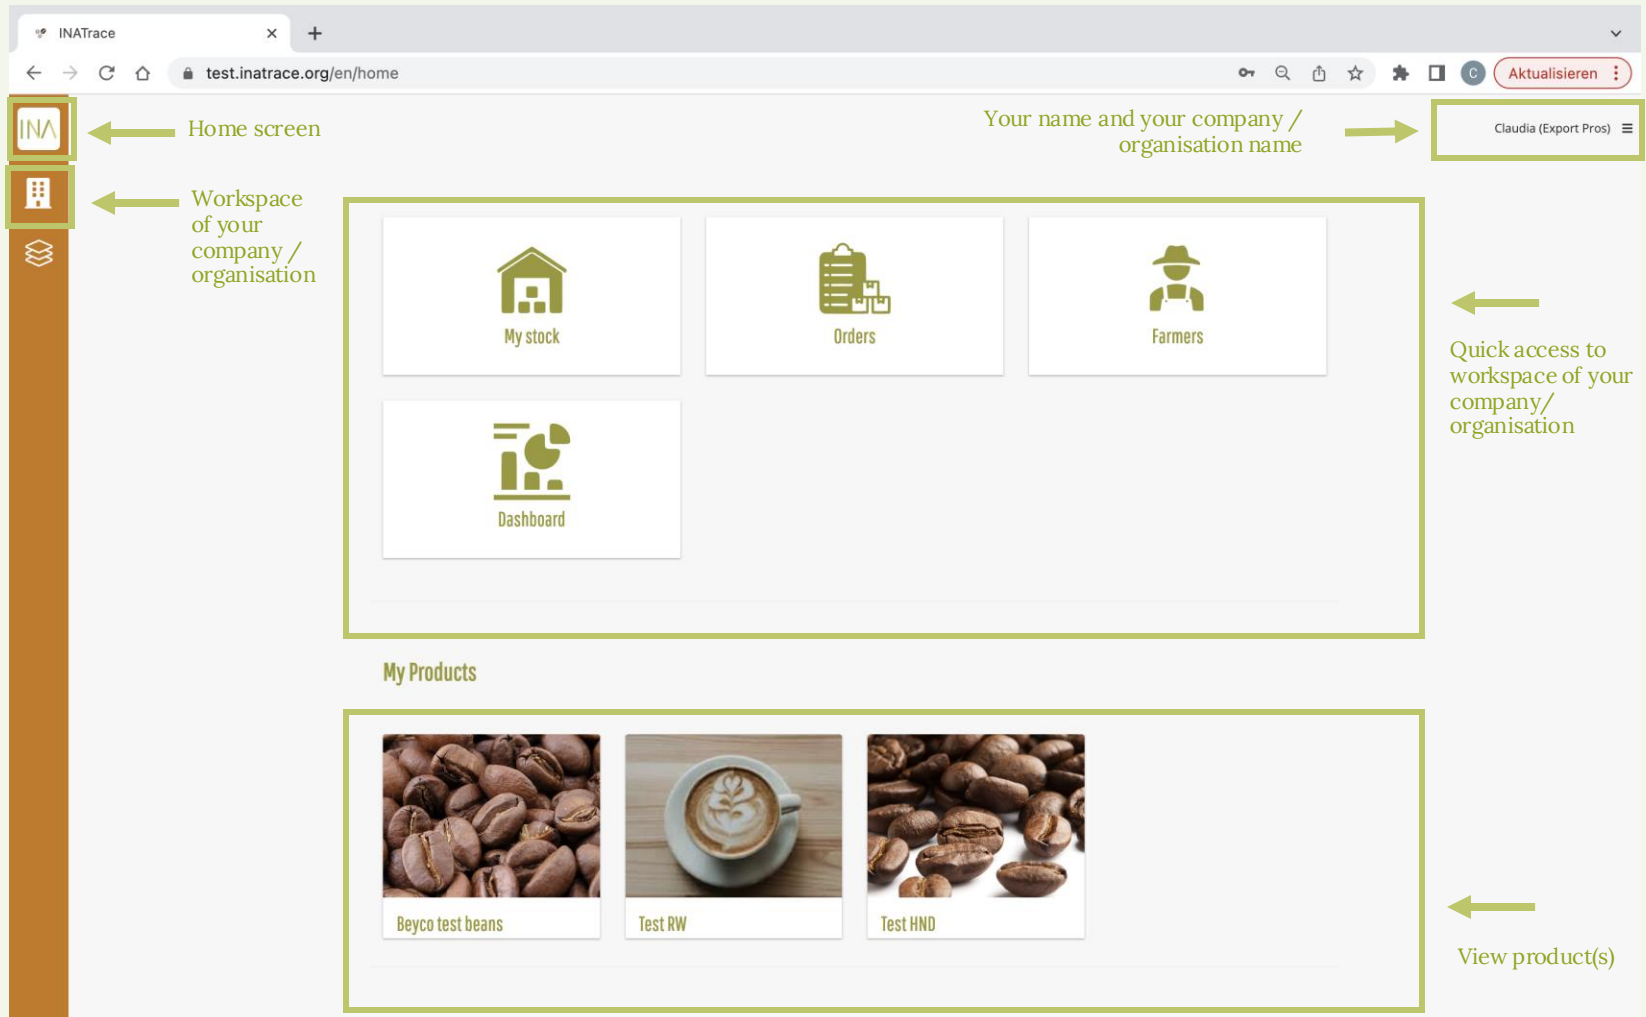 INATrace
test.inatrace.org/en/home
C
Aktualisieren
INA
Home screen
Your name and your company /
organisation name
Claudia (Export Pros)
Workspace
of your
company /
organisation
My stock
Orders
Farmers
Quick access to
workspace of your
company/
organisation
Dashboard
My Products
Beyco test beans
Test RW
Test HND
View product(s)